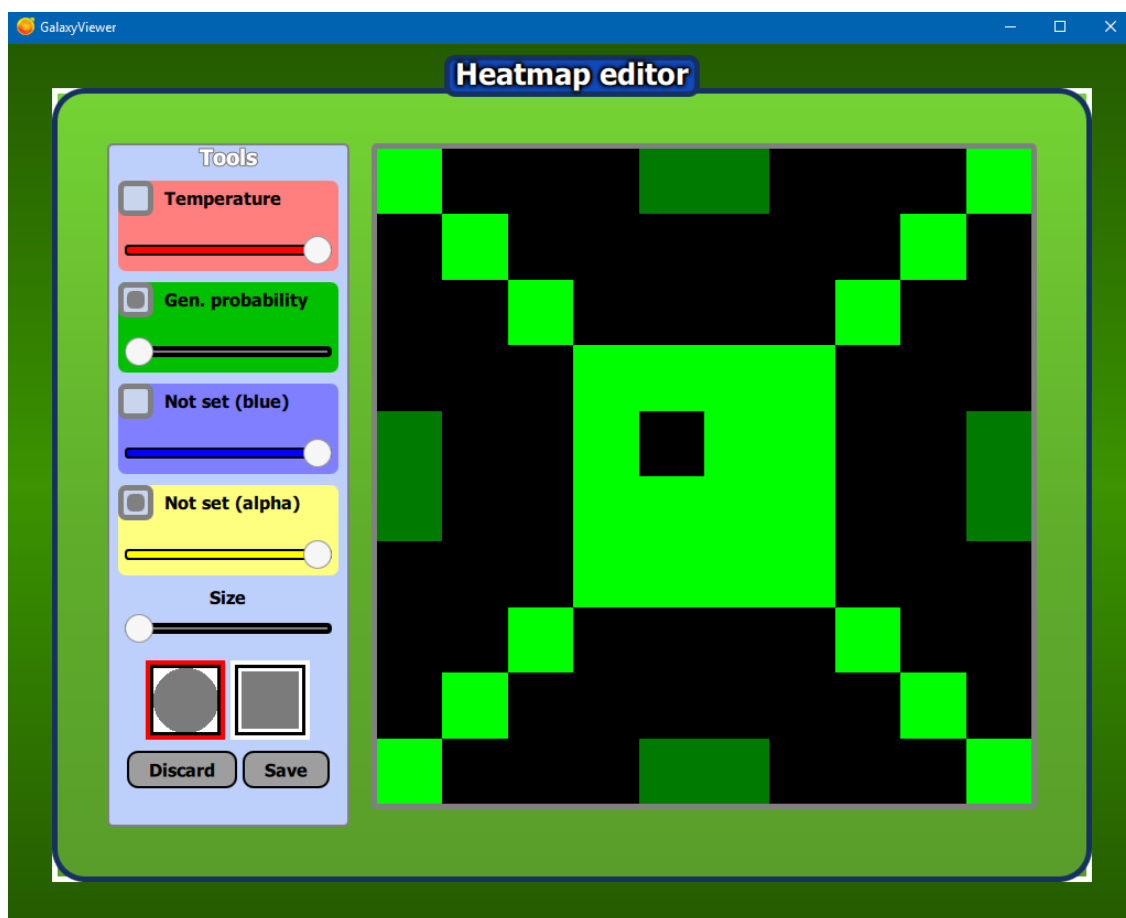 GalaxyViewer
Heatmap editor
Tools
Temperature
Gen. probability
Not set (blue)
Not set (alpha)
Size
Discard
Save